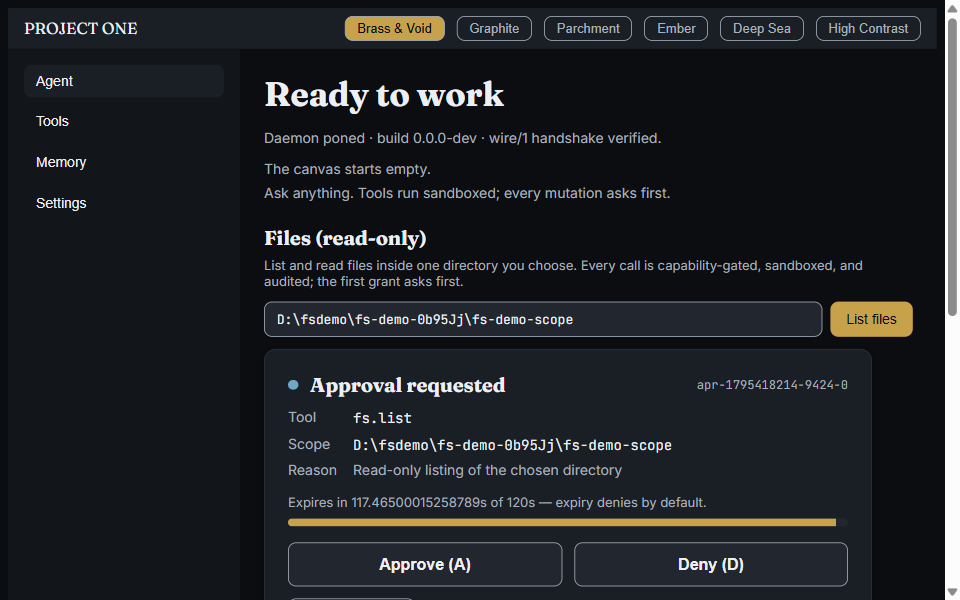 PROJECT ONE
Brass & Void
Graphite
Parchment
Ember
Deep Sea
High Contrast
Agent
Tools
Memory
Settings
Ready to work
Daemon poned · build 0.0.0-dev · wire/1 handshake verified.
The canvas starts empty.
Ask anything. Tools run sandboxed; every mutation asks first.
Files (read-only)
List and read files inside one directory you choose. Every call is capability-gated, sandboxed, and
audited; the first grant asks first.
D:\fsdemo\fs-demo-0b95Jj\fs-demo-scope
List files
Approval requested
apr-1795418214-9424-0
Tool fs.list
Scope D:\fsdemo\fs-demo-0b95Jj\fs-demo-scope
Reason Read-only listing of the chosen directory
Expires in 117.46500015258789s of 120s — expiry denies by default.
Approve (A)
Deny (D)